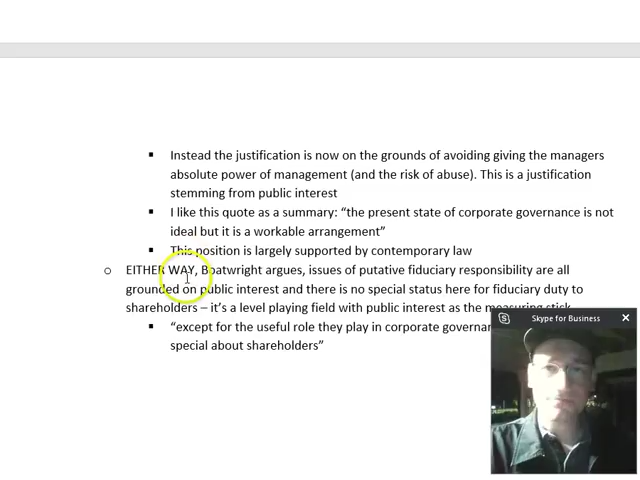 ▪ Instead the justification is now on the grounds of avoiding giving the managers
absolute power of management (and the risk of abuse). This is a justification
stemming from public interest
▪ I like this quote as a summary: “the present state of corporate governance is not
ideal but it is a workable arrangement”
▪ This position is largely supported by contemporary law
o EITHER WAY, Boatwright argues, issues of putative fiduciary responsibility are all
grounded on public interest and there is no special status here for fiduciary duty to
shareholders – it’s a level playing field with public interest as the measuring stick
▪ “except for the useful role they play in corporate
special about shareholders”
Skype for Business